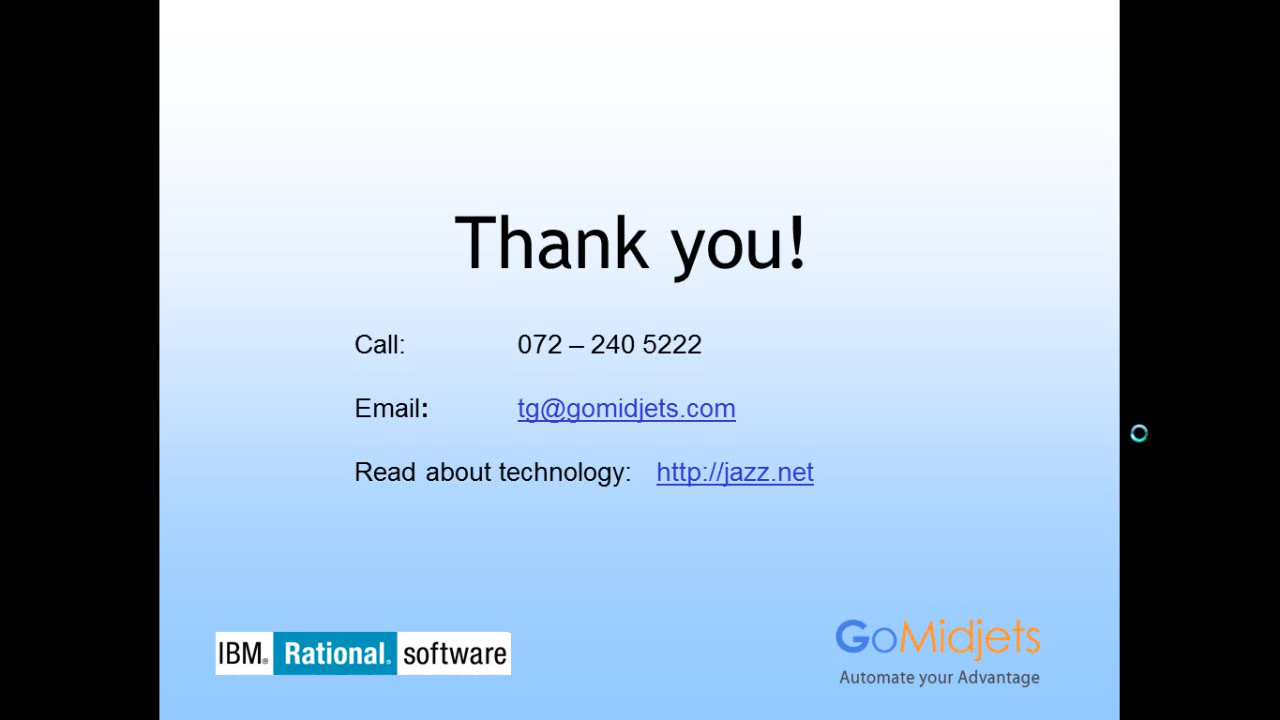 Thank you!
Call: 072 – 240 5222
Email: tg@gomidjets.com
Read about technology: http://jazz.net
IBM® Rational® software
GoMidjets
Automate your Advantage